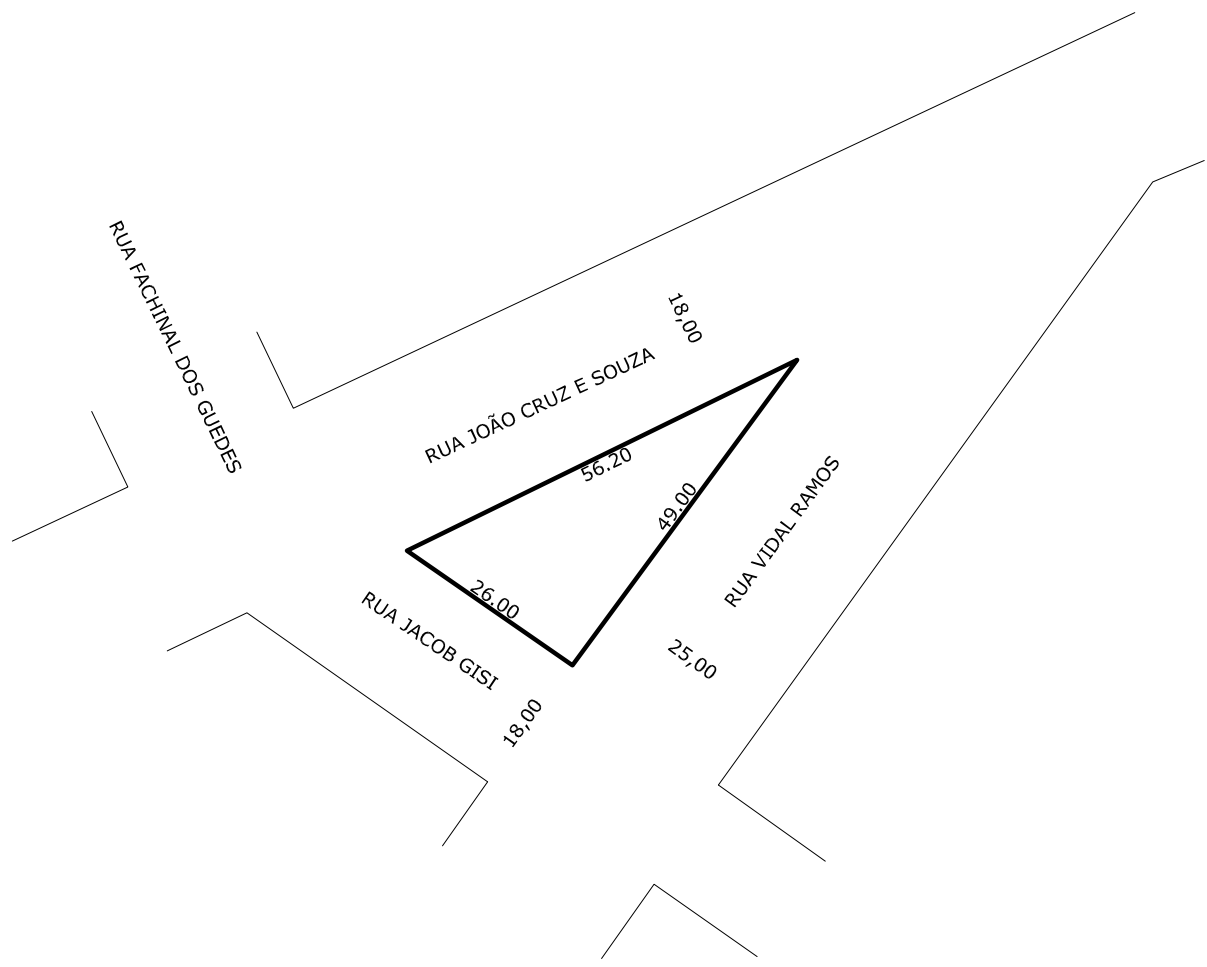 RUA FACHINAL DOS GUEDES
18,00
RUA JOÃO CRUZ E SOUZA
56.20
49.00
RUA VIDAL RAMOS
26.00
RUA JACOB GISI
25,00
18,00